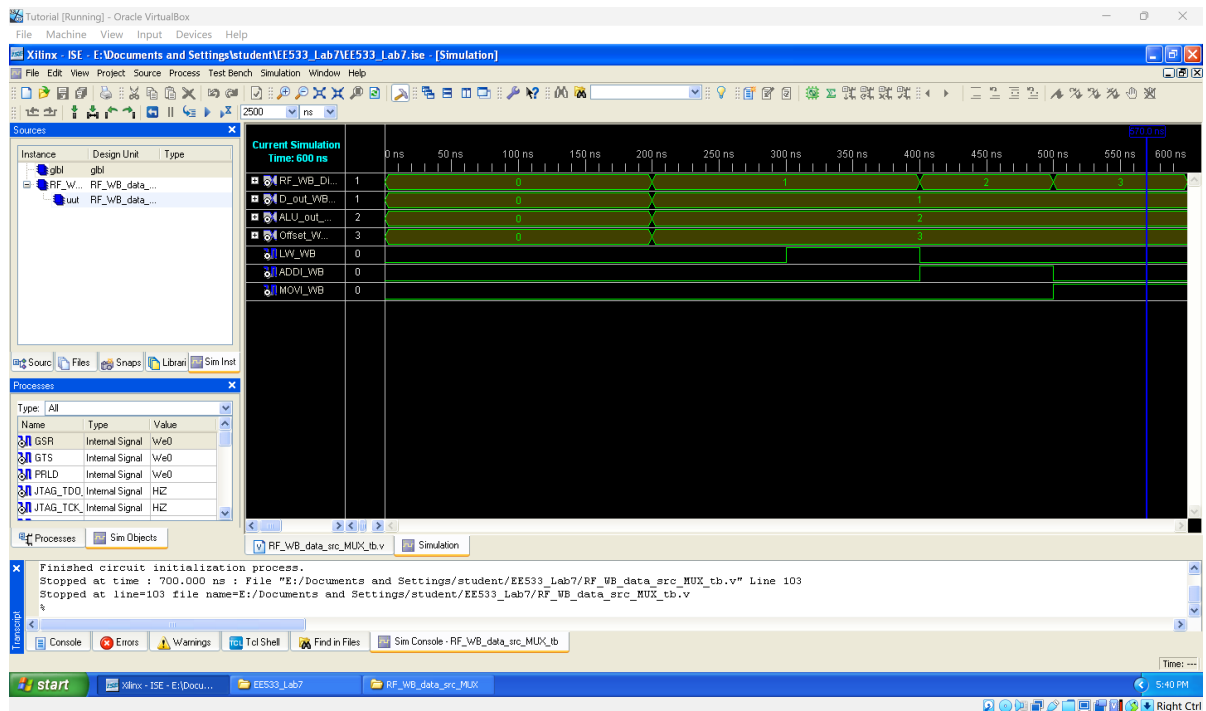 Tutorial [Running] - Oracle VirtualBox
File Machine View Input Devices Help
Xilinx - ISE - E:\Documents and Settings\student\EE533_Lab7\EE533_Lab7.ise - [Simulation]
File Edit View Project Source Process Test Bench Simulation Window Help
2500 ns
Sources
Instance Design Unit Type
glbl glbl
RF_W... RF_WB_data_...
uut RF_WB_data_...
Sourc Files Snaps Librari Sim Inst
Processes
Type: All
Name Type Value
GSR Internal Signal We0
GTS Internal Signal We0
PRLD Internal Signal We0
JTAG_TDO_ Internal Signal HiZ
JTAG_TCK_ Internal Signal HiZ
Processes Sim Objects
570.0 ns
Current Simulation
Time: 600 ns
0 ns 50 ns 100 ns 150 ns 200 ns 250 ns 300 ns 350 ns 400 ns 450 ns 500 ns 550 ns 600 ns
RF_WB_Di... 1 0 1 2 3
D_out_WB... 1 0 1
ALU_out_... 2 0 2
Offset_W... 3 0 3
LW_WB 0
ADDI_WB 0
MOVI_WB 0
RF_WB_data_src_MUX_tb.v Simulation
Finished circuit initialization process.
Stopped at time : 700.000 ns : File "E:/Documents and Settings/student/EE533_Lab7/RF_WB_data_src_MUX_tb.v" Line 103
Stopped at line=103 file name=E:/Documents and Settings/student/EE533_Lab7/RF_WB_data_src_MUX_tb.v
%
Transcript
Console Errors Warnings Tcl Shell Find in Files Sim Console - RF_WB_data_src_MUX_tb
Time: ---
start Xilinx - ISE - E:\Docu... EE533_Lab7 RF_WB_data_src_MUX 5:40 PM
Right Ctrl